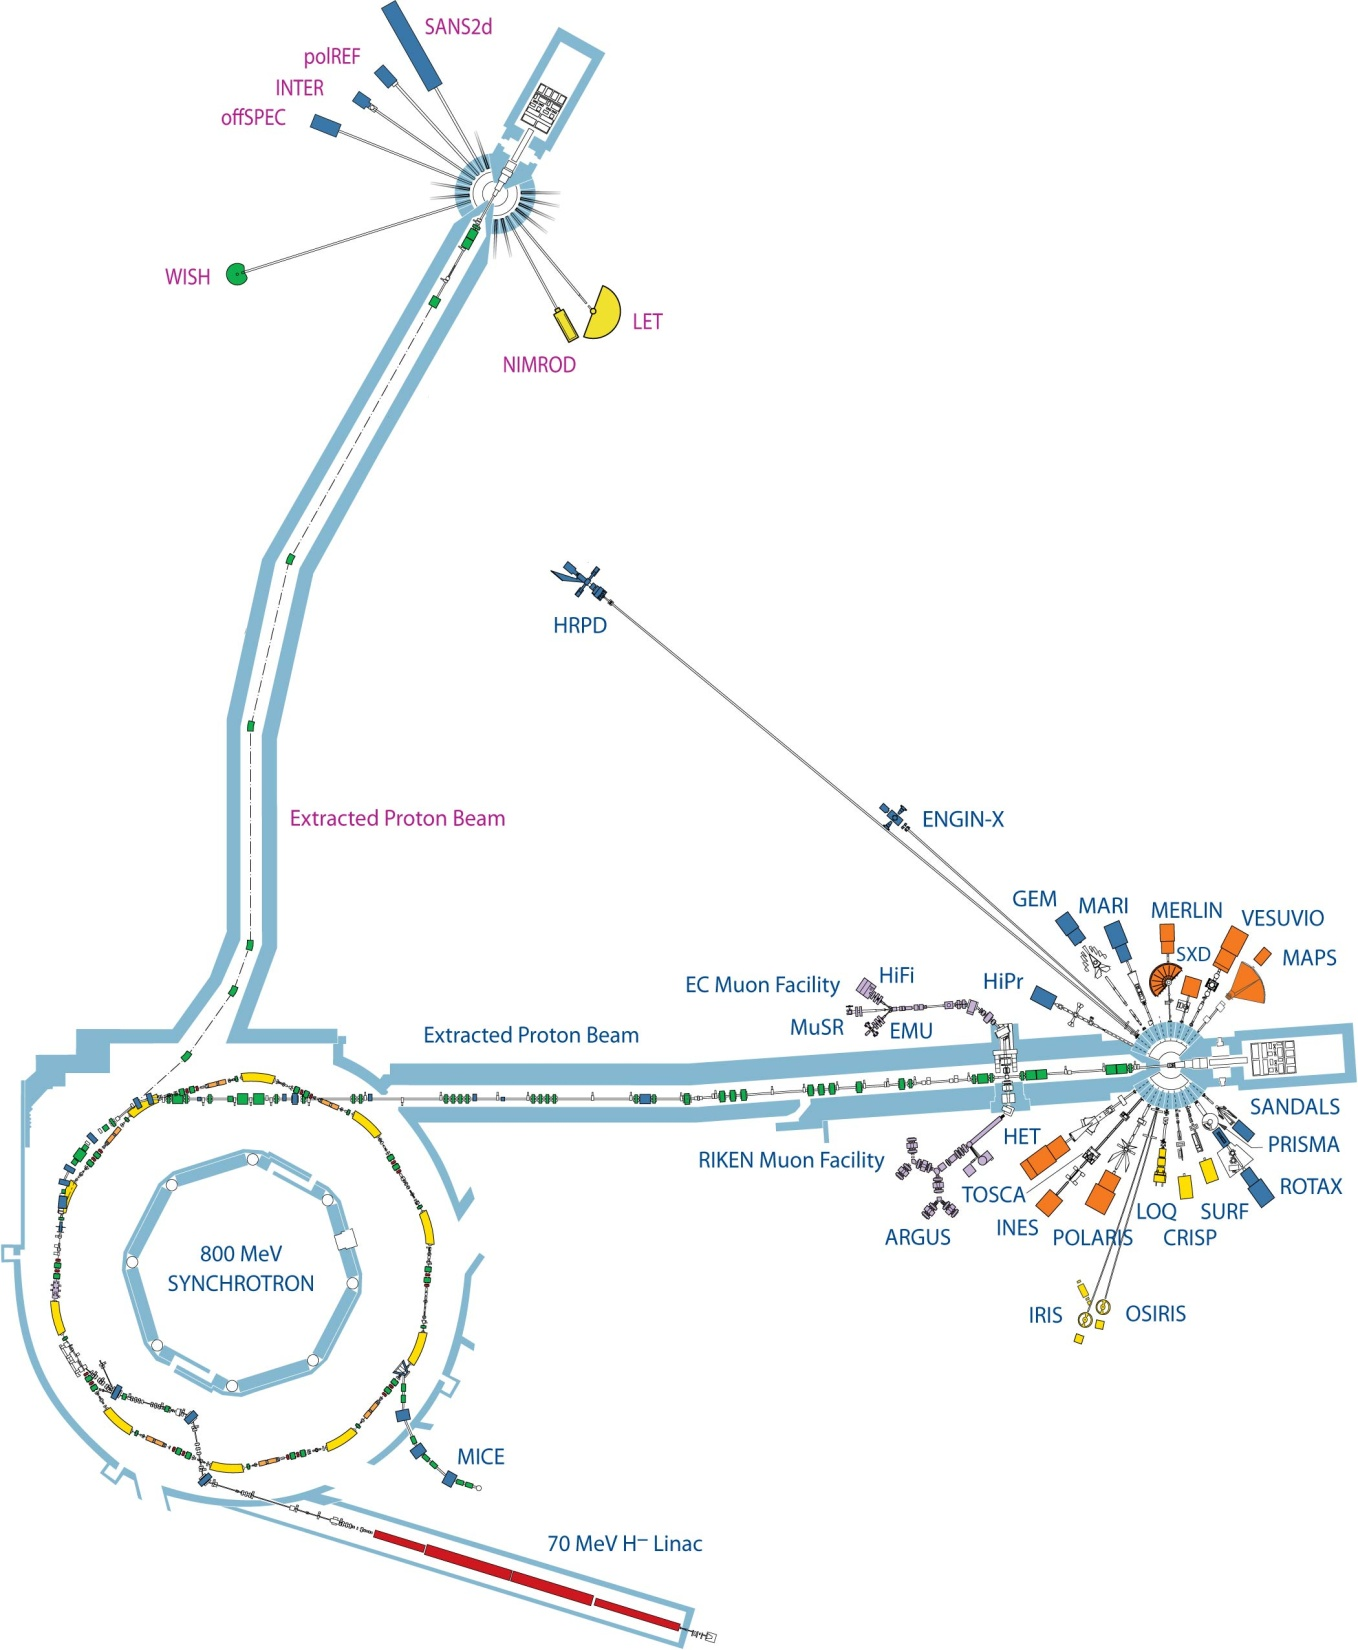 SANS2d
polREF
INTER
offSPEC
WISH
LET
NIMROD
HRPD
Extracted Proton Beam
ENGIN-X
GEM
MARI
MERLIN
VESUVIO
SXD
MAPS
HiPr
HiFi
EC Muon Facility
MuSR
EMU
Extracted Proton Beam
SANDALS
HET
PRISMA
RIKEN Muon Facility
TOSCA
ROTAX
INES
LOQ
SURF
ARGUS
POLARIS
CRISP
800 MeV
SYNCHROTRON
IRIS
OSIRIS
MICE
70 MeV H– Linac